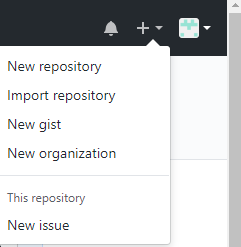 New repository
Import repository
New gist
New organization
This repository
New issue